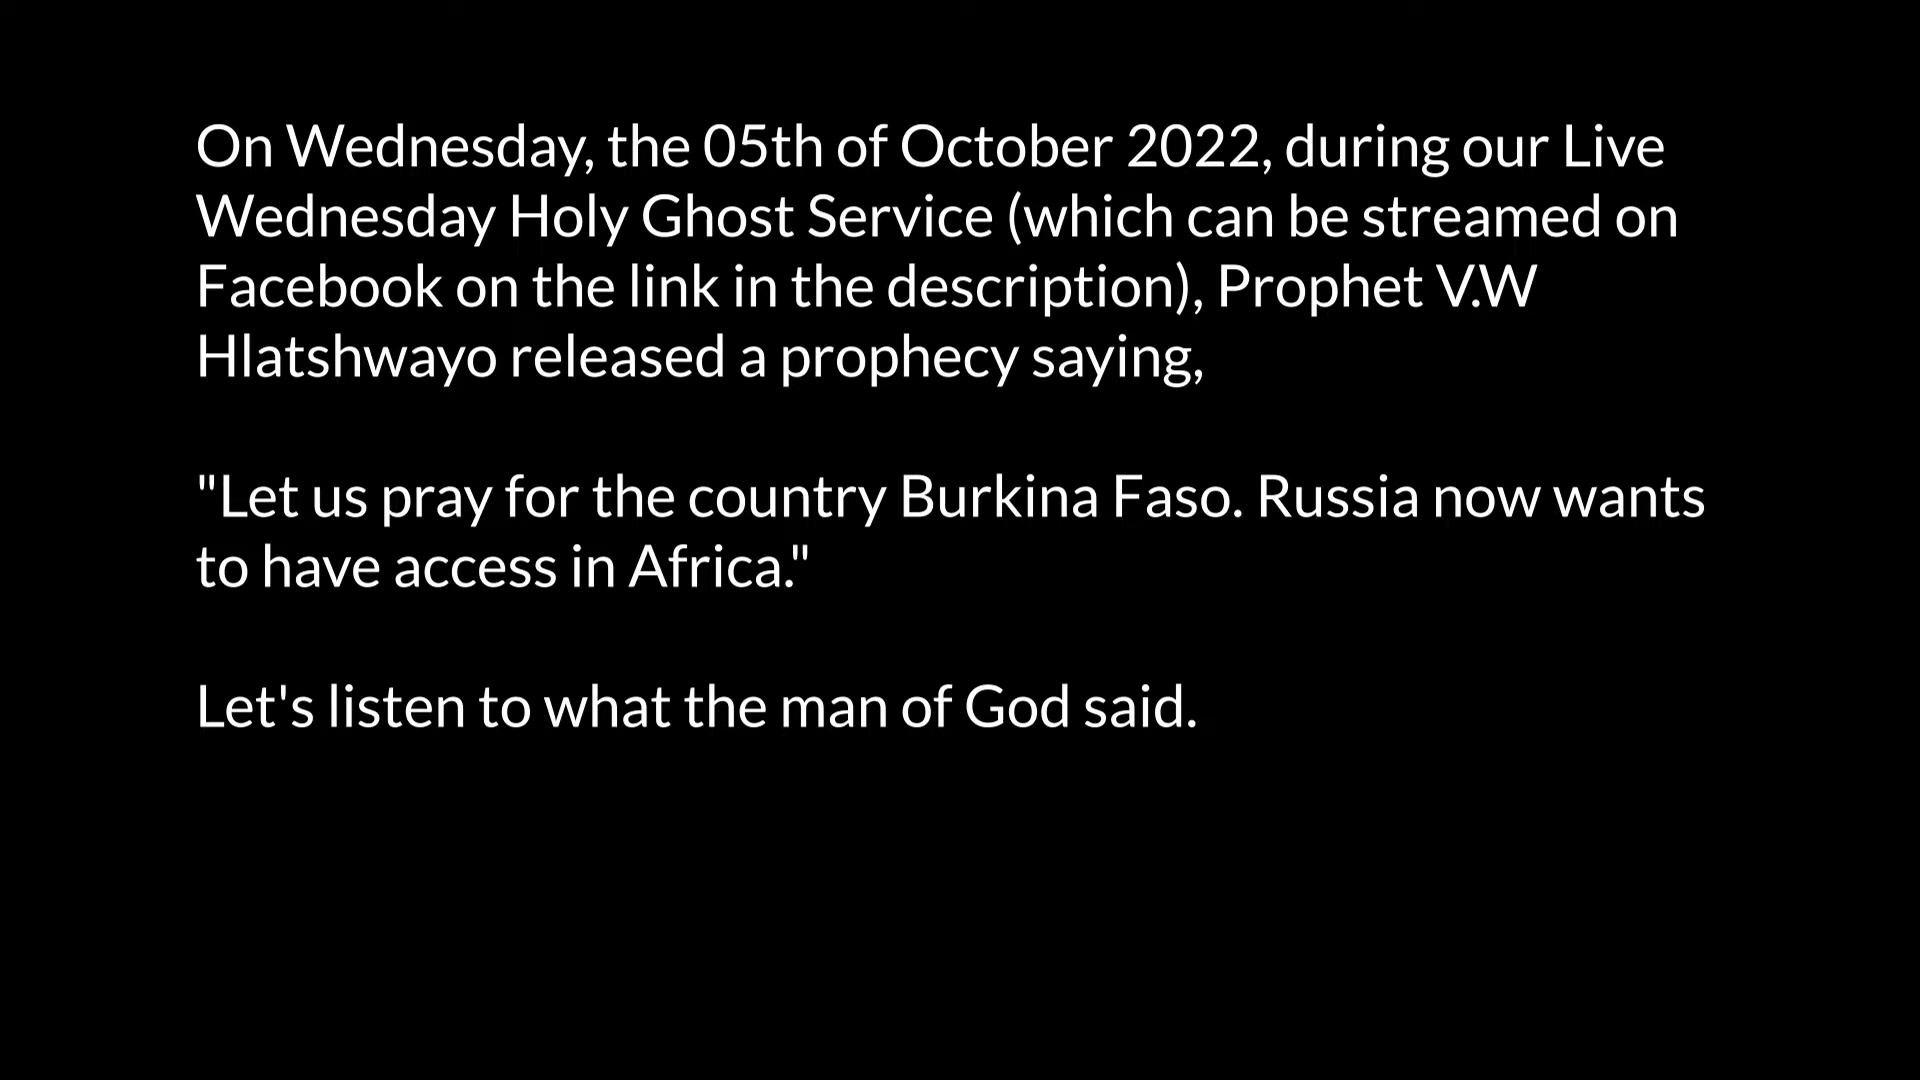 On Wednesday, the 05th of October 2022, during our Live
Wednesday Holy Ghost Service (which can be streamed on
Facebook on the link in the description), Prophet V.W
Hlatshwayo released a prophecy saying,
"Let us pray for the country Burkina Faso. Russia now wants
to have access in Africa."
Let's listen to what the man of God said.